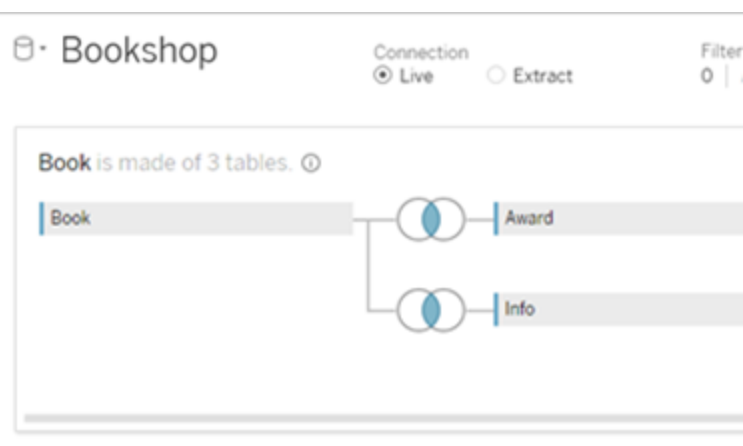 Bookshop
Connection
Live
Extract
Filter
0
Book is made of 3 tables.
Book
Award
Info